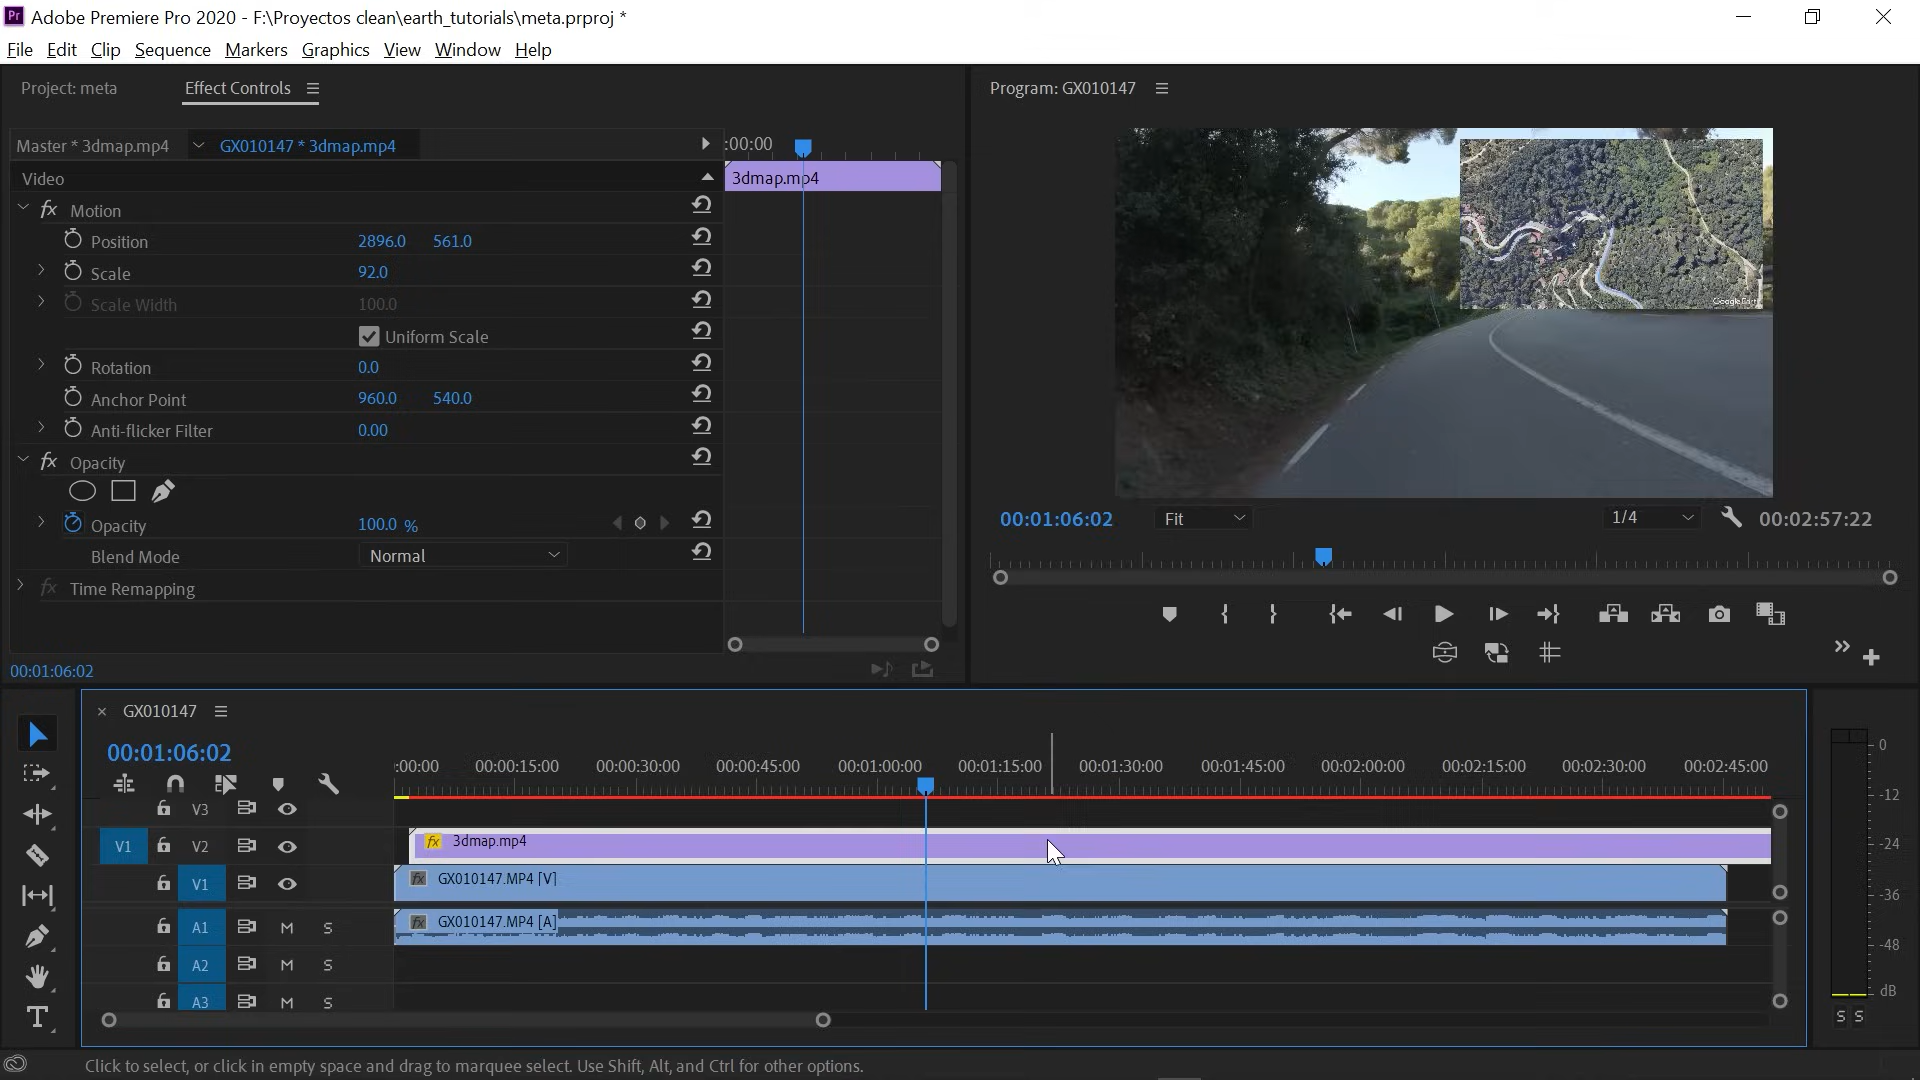 Pr Adobe Premiere Pro 2020 - F:\Proyectos clean\earth_tutorials\meta.prproj *
File Edit Clip Sequence Markers Graphics View Window Help
Project: meta
Effect Controls
Program: GX010147
Master * 3dmap.mp4
GX010147 * 3dmap.mp4
:00:00
Video
3dmap.mp4
fx Motion
Position 2896.0 561.0
Scale 92.0
Scale Width 100.0
Uniform Scale
Rotation 0.0
Anchor Point 960.0 540.0
Anti-flicker Filter 0.00
fx Opacity
Opacity 100.0 %
Blend Mode Normal
fx Time Remapping
00:01:06:02
Google Earth
00:01:06:02 Fit 1/4 00:02:57:22
GX010147
00:01:06:02
:00:00 00:00:15:00 00:00:30:00 00:00:45:00 00:01:00:00 00:01:15:00 00:01:30:00 00:01:45:00 00:02:00:00 00:02:15:00 00:02:30:00 00:02:45:00
V3
V1 V2 fx 3dmap.mp4
V1 fx GX010147.MP4 [V]
A1 M S fx GX010147.MP4 [A]
A2 M S
A3 M S
0
-12
-24
-36
-48
dB
S S
Click to select, or click in empty space and drag to marquee select. Use Shift, Alt, and Ctrl for other options.